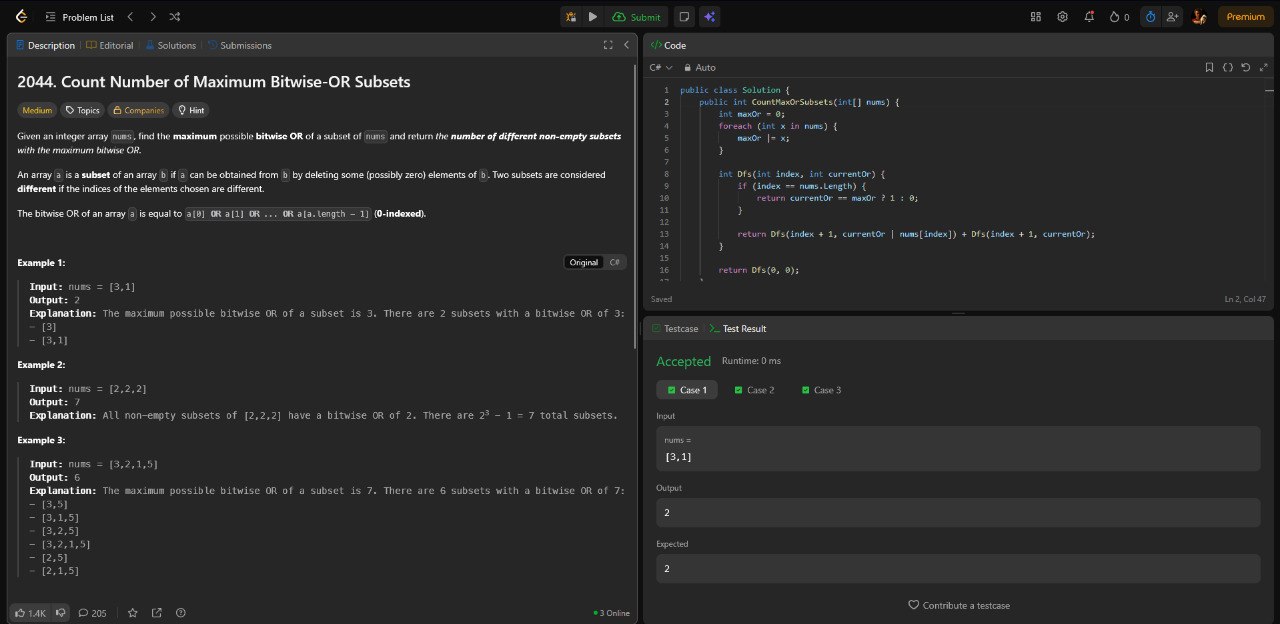 Problem List
Submit
0
Premium
Description
Editorial
Solutions
Submissions
2044. Count Number of Maximum Bitwise-OR Subsets
Medium
Topics
Companies
Hint
Given an integer array nums, find the maximum possible bitwise OR of a subset of nums and return the number of different non-empty subsets
with the maximum bitwise OR.
An array a is a subset of an array b if a can be obtained from b by deleting some (possibly zero) elements of b. Two subsets are considered
different if the indices of the elements chosen are different.
The bitwise OR of an array a is equal to a[0] OR a[1] OR ... OR a[a.length - 1] (0-indexed).
Example 1:
Original C#
Input: nums = [3,1]
Output: 2
Explanation: The maximum possible bitwise OR of a subset is 3. There are 2 subsets with a bitwise OR of 3:
- [3]
- [3,1]
Example 2:
Input: nums = [2,2,2]
Output: 7
Explanation: All non-empty subsets of [2,2,2] have a bitwise OR of 2. There are 2³ - 1 = 7 total subsets.
Example 3:
Input: nums = [3,2,1,5]
Output: 6
Explanation: The maximum possible bitwise OR of a subset is 7. There are 6 subsets with a bitwise OR of 7:
- [3,5]
- [3,1,5]
- [3,2,5]
- [3,2,1,5]
- [2,5]
- [2,1,5]
1.4K
205
3 Online
</> Code
C#
Auto
1 public class Solution {
2 public int CountMaxOrSubsets(int[] nums) {
3 int maxOr = 0;
4 foreach (int x in nums) {
5 maxOr |= x;
6 }
7
8 int Dfs(int index, int currentOr) {
9 if (index == nums.Length) {
10 return currentOr == maxOr ? 1 : 0;
11 }
12
13 return Dfs(index + 1, currentOr | nums[index]) + Dfs(index + 1, currentOr);
14 }
15
16 return Dfs(0, 0);
Saved
Ln 2, Col 47
Testcase
Test Result
Accepted
Runtime: 0 ms
Case 1
Case 2
Case 3
Input
nums =
[3,1]
Output
2
Expected
2
Contribute a testcase